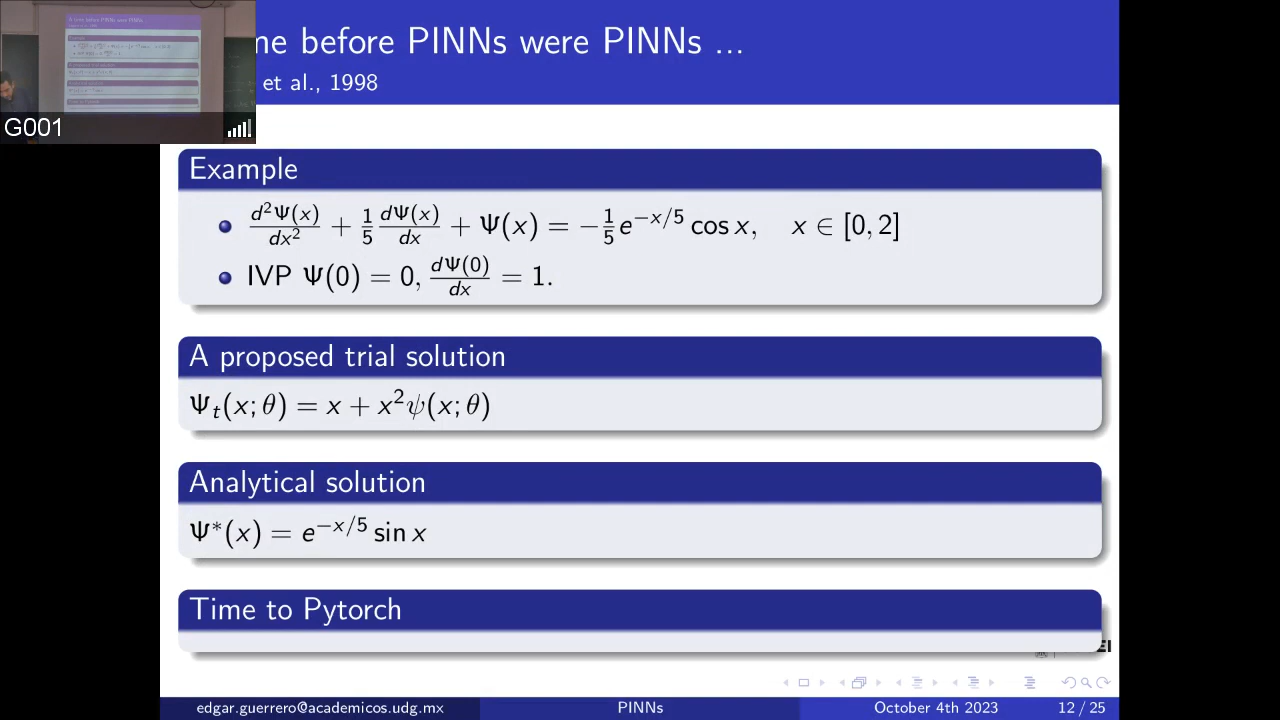 me before PINNs were PINNs ...
et al., 1998
G001
Example
d²Ψ(x)/dx² + 1/5 dΨ(x)/dx + Ψ(x) = −1/5 e^{−x/5} cos x, x ∈ [0, 2]
IVP Ψ(0) = 0, dΨ(0)/dx = 1.
A proposed trial solution
Ψ_t(x; θ) = x + x²ψ(x; θ)
Analytical solution
Ψ*(x) = e^{−x/5} sin x
Time to Pytorch
edgar.guerrero@academicos.udg.mx PINNs October 4th 2023 12 / 25